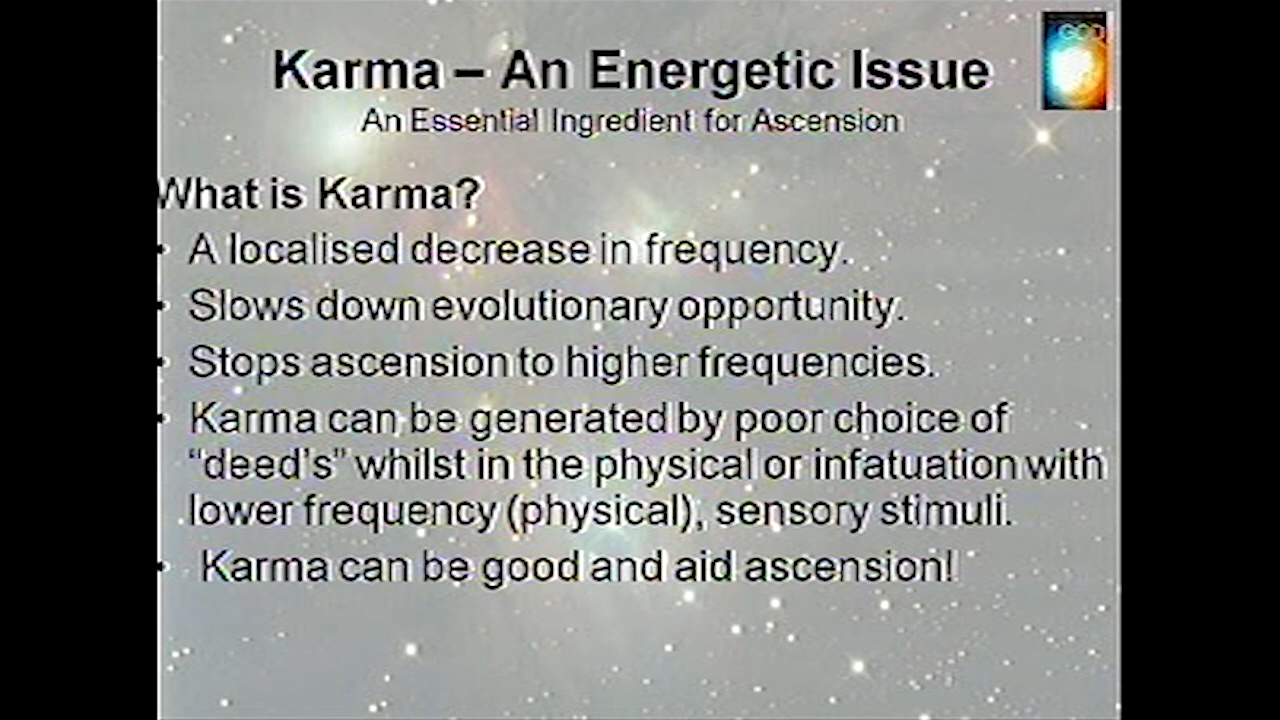 GOD
Karma – An Energetic Issue
An Essential Ingredient for Ascension
What is Karma?
• A localised decrease in frequency.
• Slows down evolutionary opportunity.
• Stops ascension to higher frequencies.
• Karma can be generated by poor choice of
“deed’s” whilst in the physical or infatuation with
lower frequency (physical), sensory stimuli.
• Karma can be good and aid ascension!